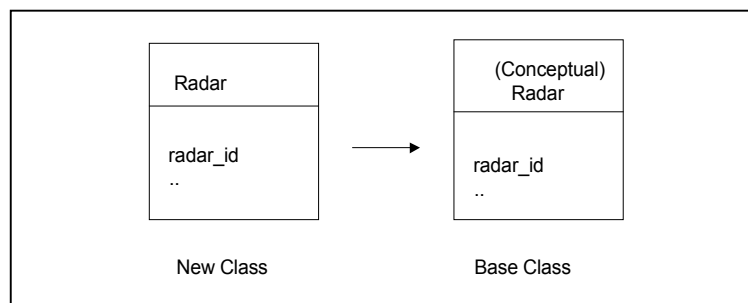 Radar
radar_id
..
New Class
(Conceptual)
Radar
radar_id
..
Base Class